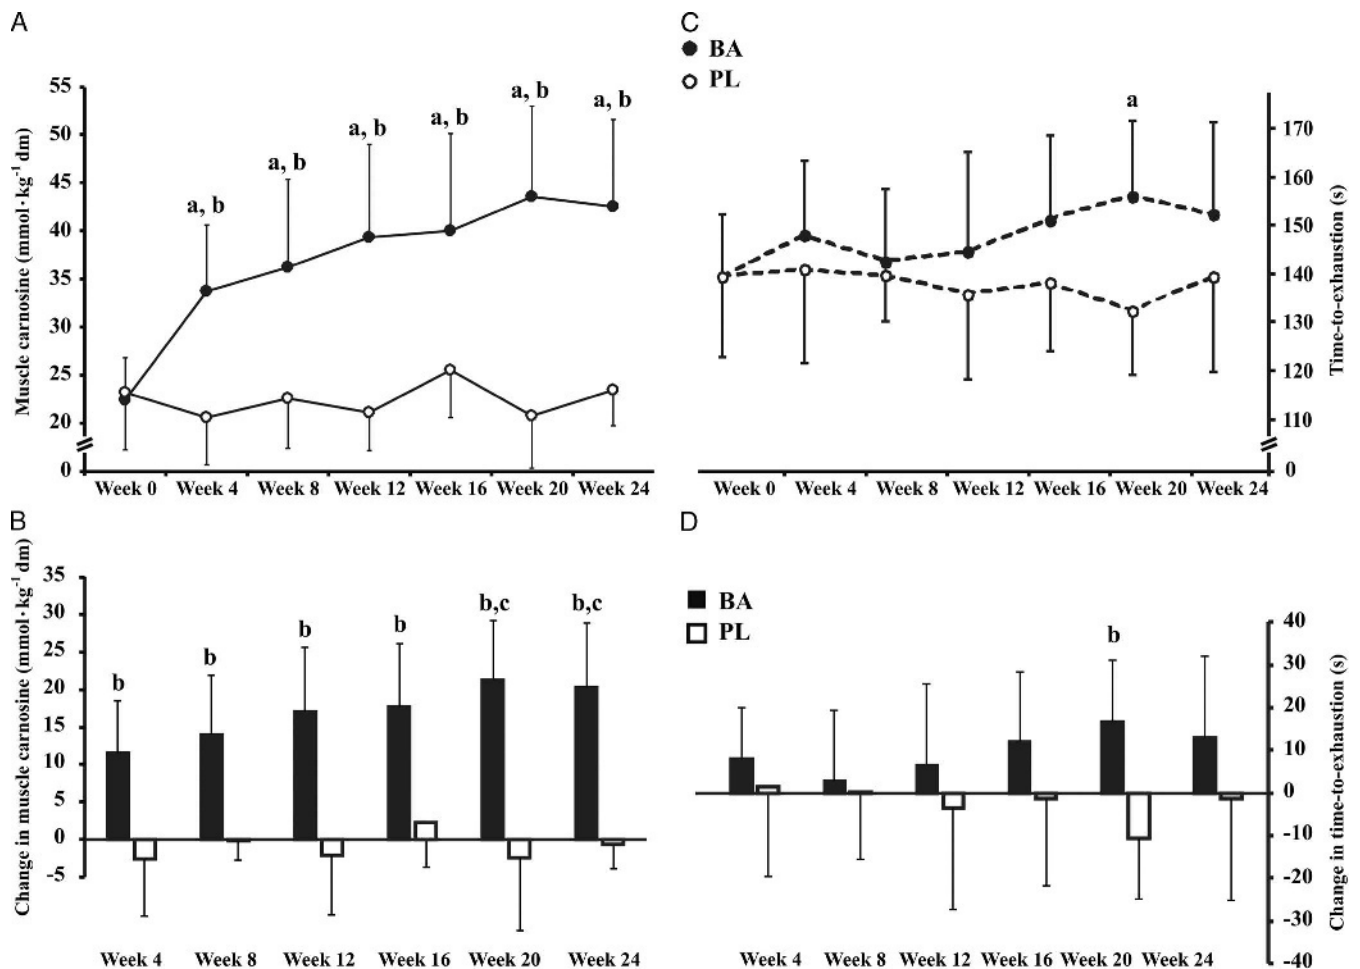 A
Muscle carnosine (mmol·kg⁻¹ dm)
55
50
45
40
35
30
25
20
0
a, b
a, b
a, b
a, b
a, b
a, b
Week 0 Week 4 Week 8 Week 12 Week 16 Week 20 Week 24
C
BA
PL
a
170
160
150
140
130
120
110
0
Time-to-exhaustion (s)
Week 0 Week 4 Week 8 Week 12 Week 16 Week 20 Week 24
B
Change in muscle carnosine (mmol·kg⁻¹ dm)
35
30
25
20
15
10
5
0
-5
b
b
b
b
b,c
b,c
Week 4 Week 8 Week 12 Week 16 Week 20 Week 24
D
BA
PL
b
40
30
20
10
0
-10
-20
-30
-40
Change in time-to-exhaustion (s)
Week 4 Week 8 Week 12 Week 16 Week 20 Week 24